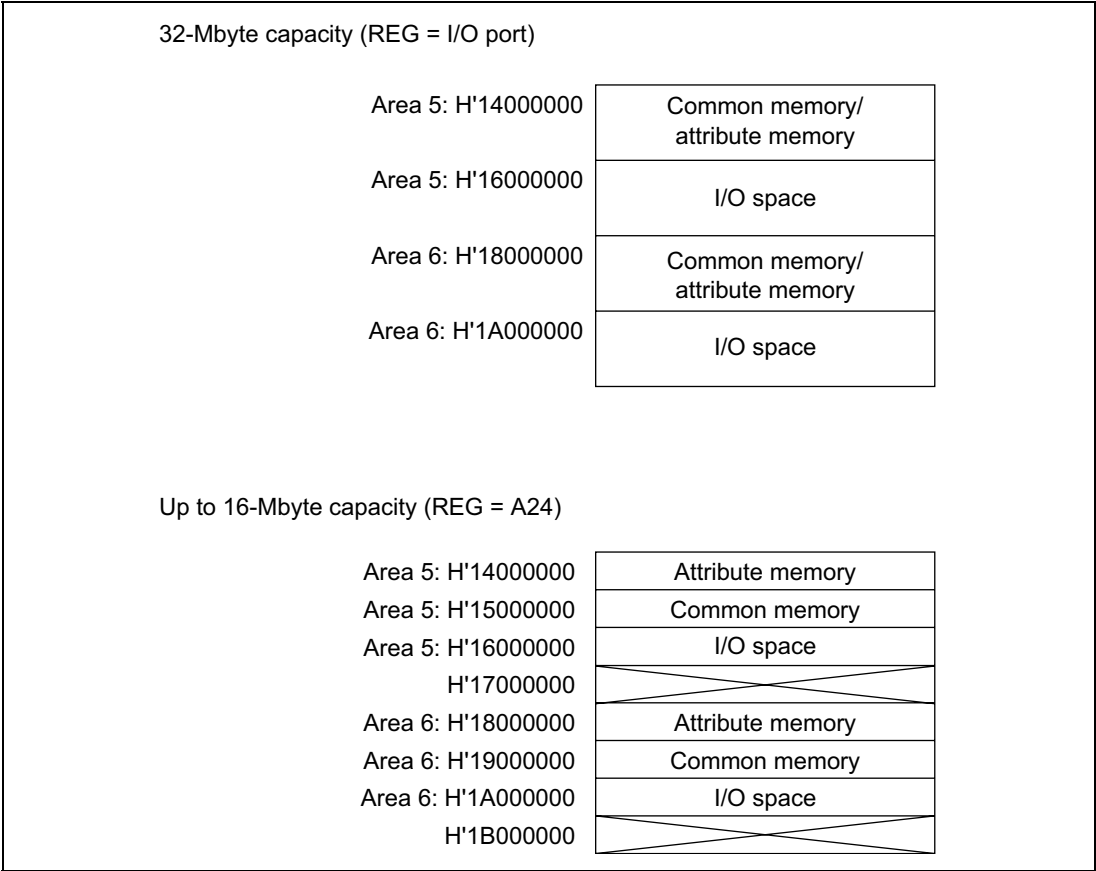 32-Mbyte capacity (REG = I/O port)
Area 5: H'14000000
Common memory/
attribute memory
Area 5: H'16000000
I/O space
Area 6: H'18000000
Common memory/
attribute memory
Area 6: H'1A000000
I/O space
Up to 16-Mbyte capacity (REG = A24)
Area 5: H'14000000 Attribute memory
Area 5: H'15000000 Common memory
Area 5: H'16000000 I/O space
H'17000000
Area 6: H'18000000 Attribute memory
Area 6: H'19000000 Common memory
Area 6: H'1A000000 I/O space
H'1B000000